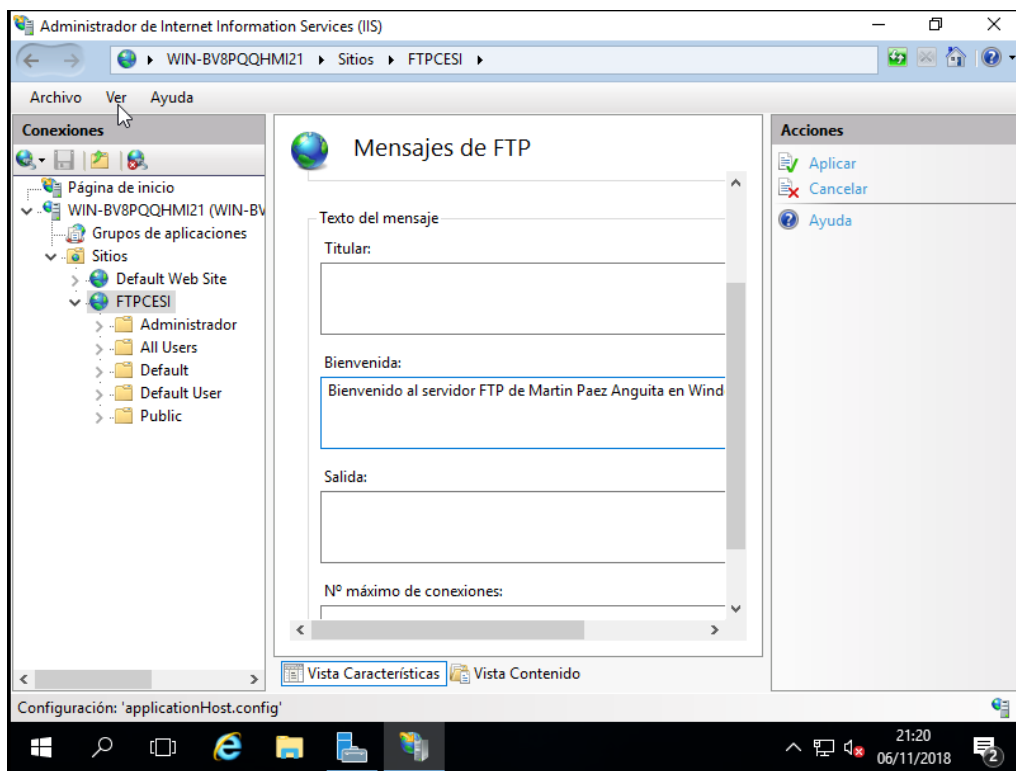 Administrador de Internet Information Services (IIS)
WIN-BV8PQQHMI21 Sitios FTPCESI
Archivo Ver Ayuda
Conexiones
Página de inicio
WIN-BV8PQQHMI21 (WIN-BV
Grupos de aplicaciones
Sitios
Default Web Site
FTPCESI
Administrador
All Users
Default
Default User
Public
Mensajes de FTP
Texto del mensaje
Titular:
Bienvenida:
Bienvenido al servidor FTP de Martin Paez Anguita en Wind
Salida:
Nº máximo de conexiones:
Vista Características Vista Contenido
Acciones
Aplicar
Cancelar
Ayuda
Configuración: 'applicationHost.config'
21:20
06/11/2018
2